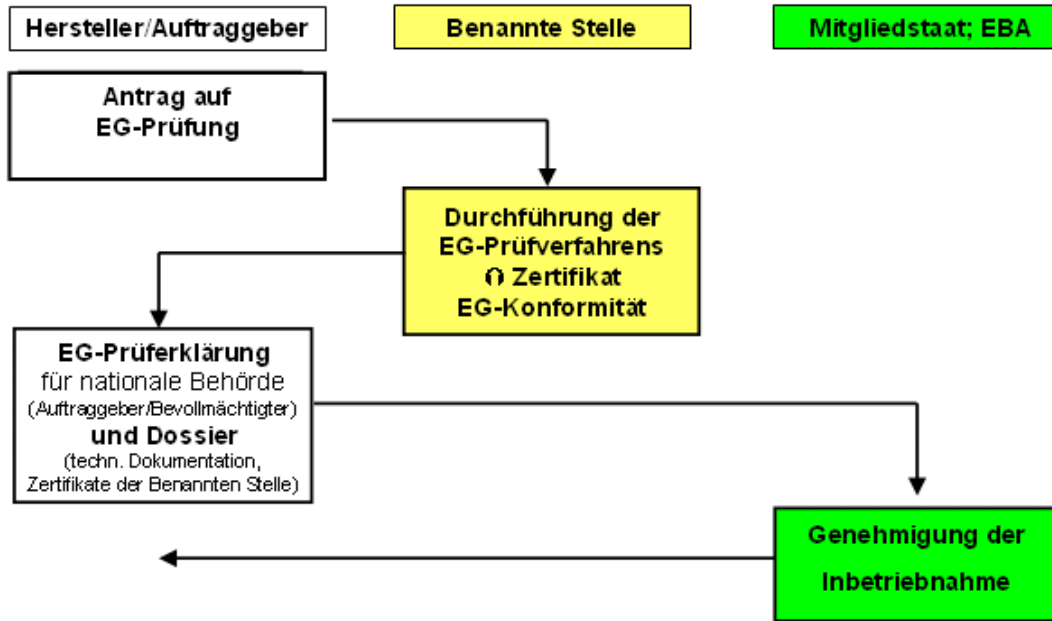 Hersteller/Auftraggeber
Benannte Stelle
Mitgliedstaat; EBA
Antrag auf
EG-Prüfung
Durchführung der
EG-Prüfverfahrens
∩ Zertifikat
EG-Konformität
EG-Prüferklärung
für nationale Behörde
(Auftraggeber/Bevollmächtigter)
und Dossier
(techn. Dokumentation,
Zertifikate der Benannten Stelle)
Genehmigung der
Inbetriebnahme